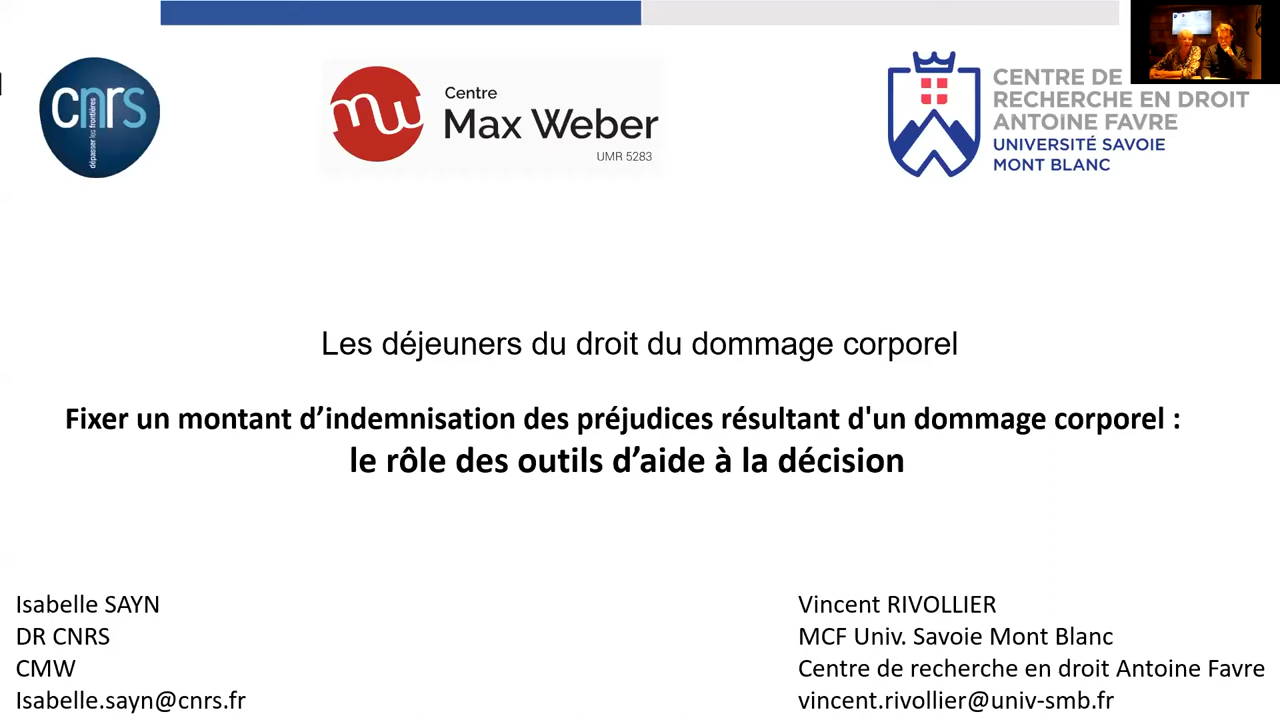 cnrs
dépasser les frontières
mw
Centre
Max Weber
UMR 5283
CENTRE DE
RECHERCHE EN DROIT
ANTOINE FAVRE
UNIVERSITÉ SAVOIE
MONT BLANC
Les déjeuners du droit du dommage corporel
Fixer un montant d’indemnisation des préjudices résultant d'un dommage corporel :
le rôle des outils d’aide à la décision
Isabelle SAYN
DR CNRS
CMW
Isabelle.sayn@cnrs.fr
Vincent RIVOLLIER
MCF Univ. Savoie Mont Blanc
Centre de recherche en droit Antoine Favre
vincent.rivollier@univ-smb.fr